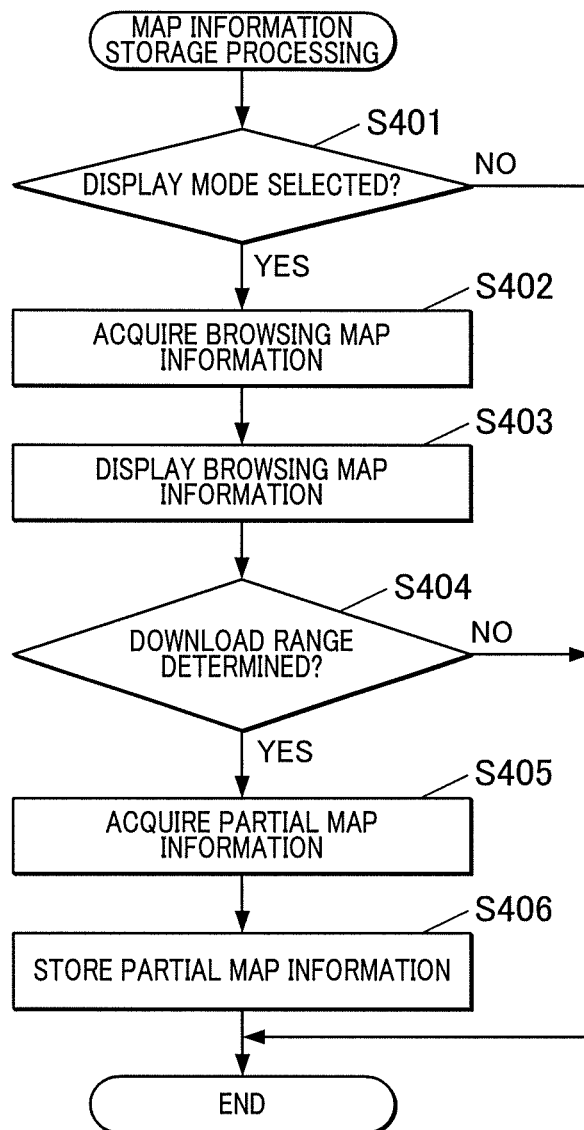 MAP INFORMATION
STORAGE PROCESSING
S401
DISPLAY MODE SELECTED?
NO
YES
S402
ACQUIRE BROWSING MAP
INFORMATION
S403
DISPLAY BROWSING MAP
INFORMATION
S404
DOWNLOAD RANGE
DETERMINED?
NO
YES
S405
ACQUIRE PARTIAL MAP
INFORMATION
S406
STORE PARTIAL MAP INFORMATION
END